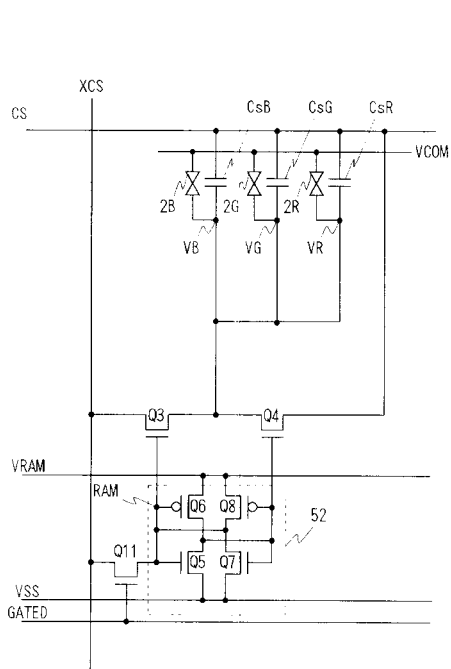 XCS
CS
CsB
CsG
CsR
VCOM
2B
2G
2R
VB
VG
VR
Q3
Q4
VRAM
RAM
Q6
Q8
52
Q11
Q5
Q7
VSS
GATED